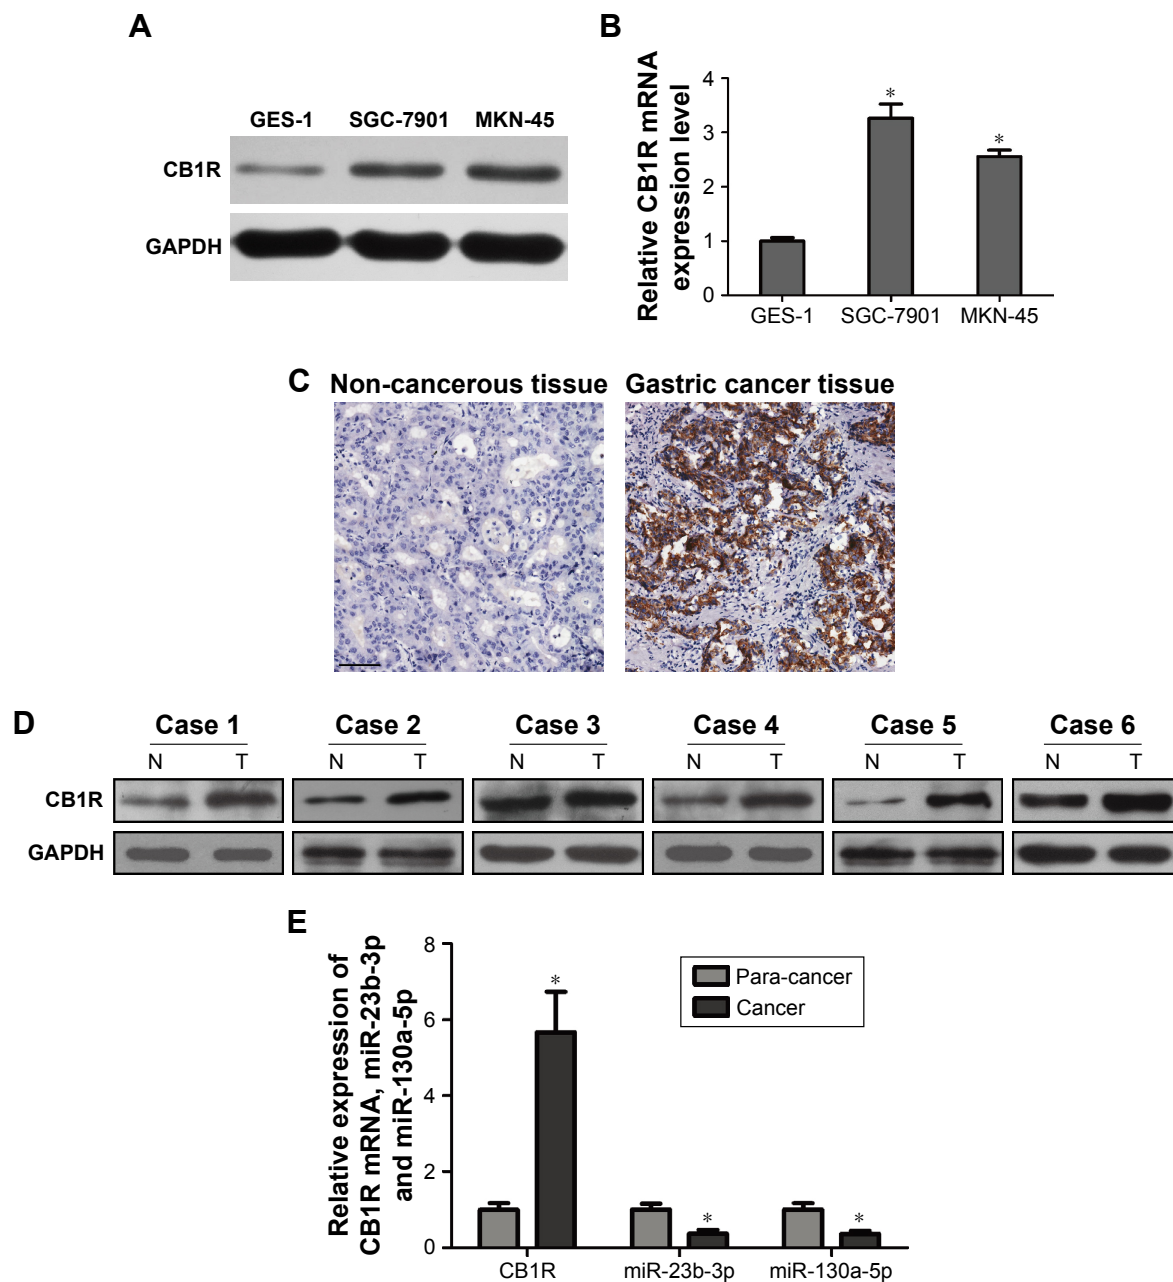 A
GES-1 SGC-7901 MKN-45
CB1R
GAPDH
B
Relative CB1R mRNA
expression level
4
3
2
1
0
*
*
GES-1 SGC-7901 MKN-45
C Non-cancerous tissue Gastric cancer tissue
D Case 1 Case 2 Case 3 Case 4 Case 5 Case 6
N T N T N T N T N T N T
CB1R
GAPDH
E
Relative expression of
CB1R mRNA, miR-23b-3p
and miR-130a-5p
8
6
4
2
0
*
*
*
Para-cancer
Cancer
CB1R miR-23b-3p miR-130a-5p